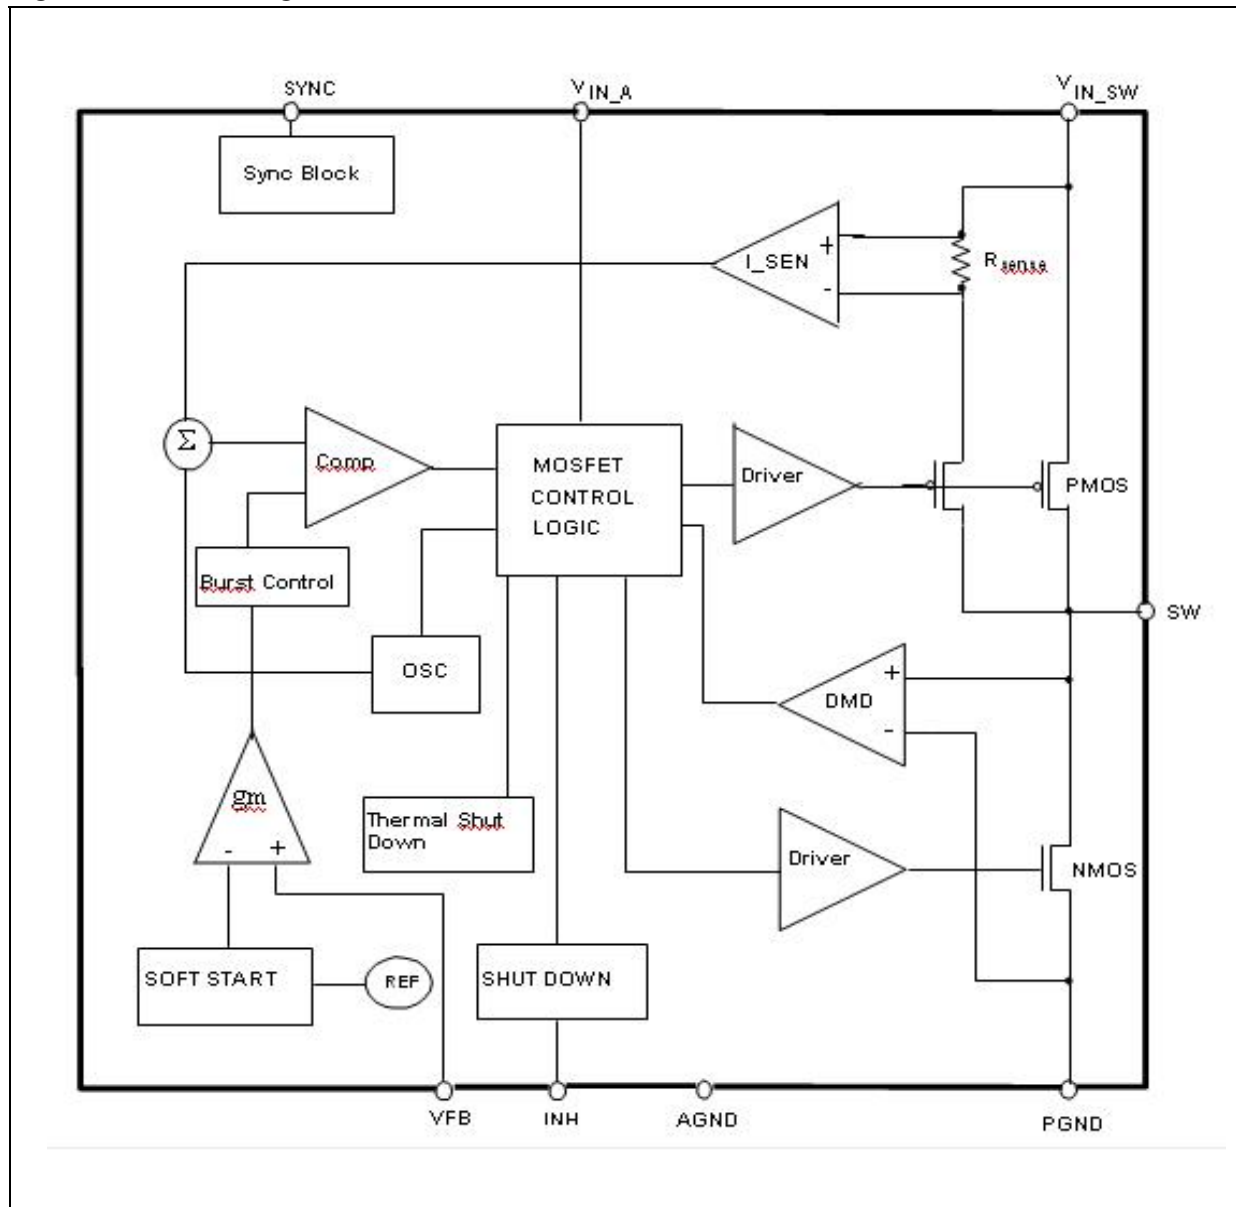 SYNC
VIN_A
VIN_SW
Sync Block
+
I_SEN
-
Rsense
Σ
Comp
MOSFET
CONTROL
LOGIC
Driver
PMOS
Burst Control
SW
OSC
+
DMD
-
gm
- +
Thermal Shut
Down
Driver
NMOS
SOFT START
REF
SHUT DOWN
VFB
INH
AGND
PGND